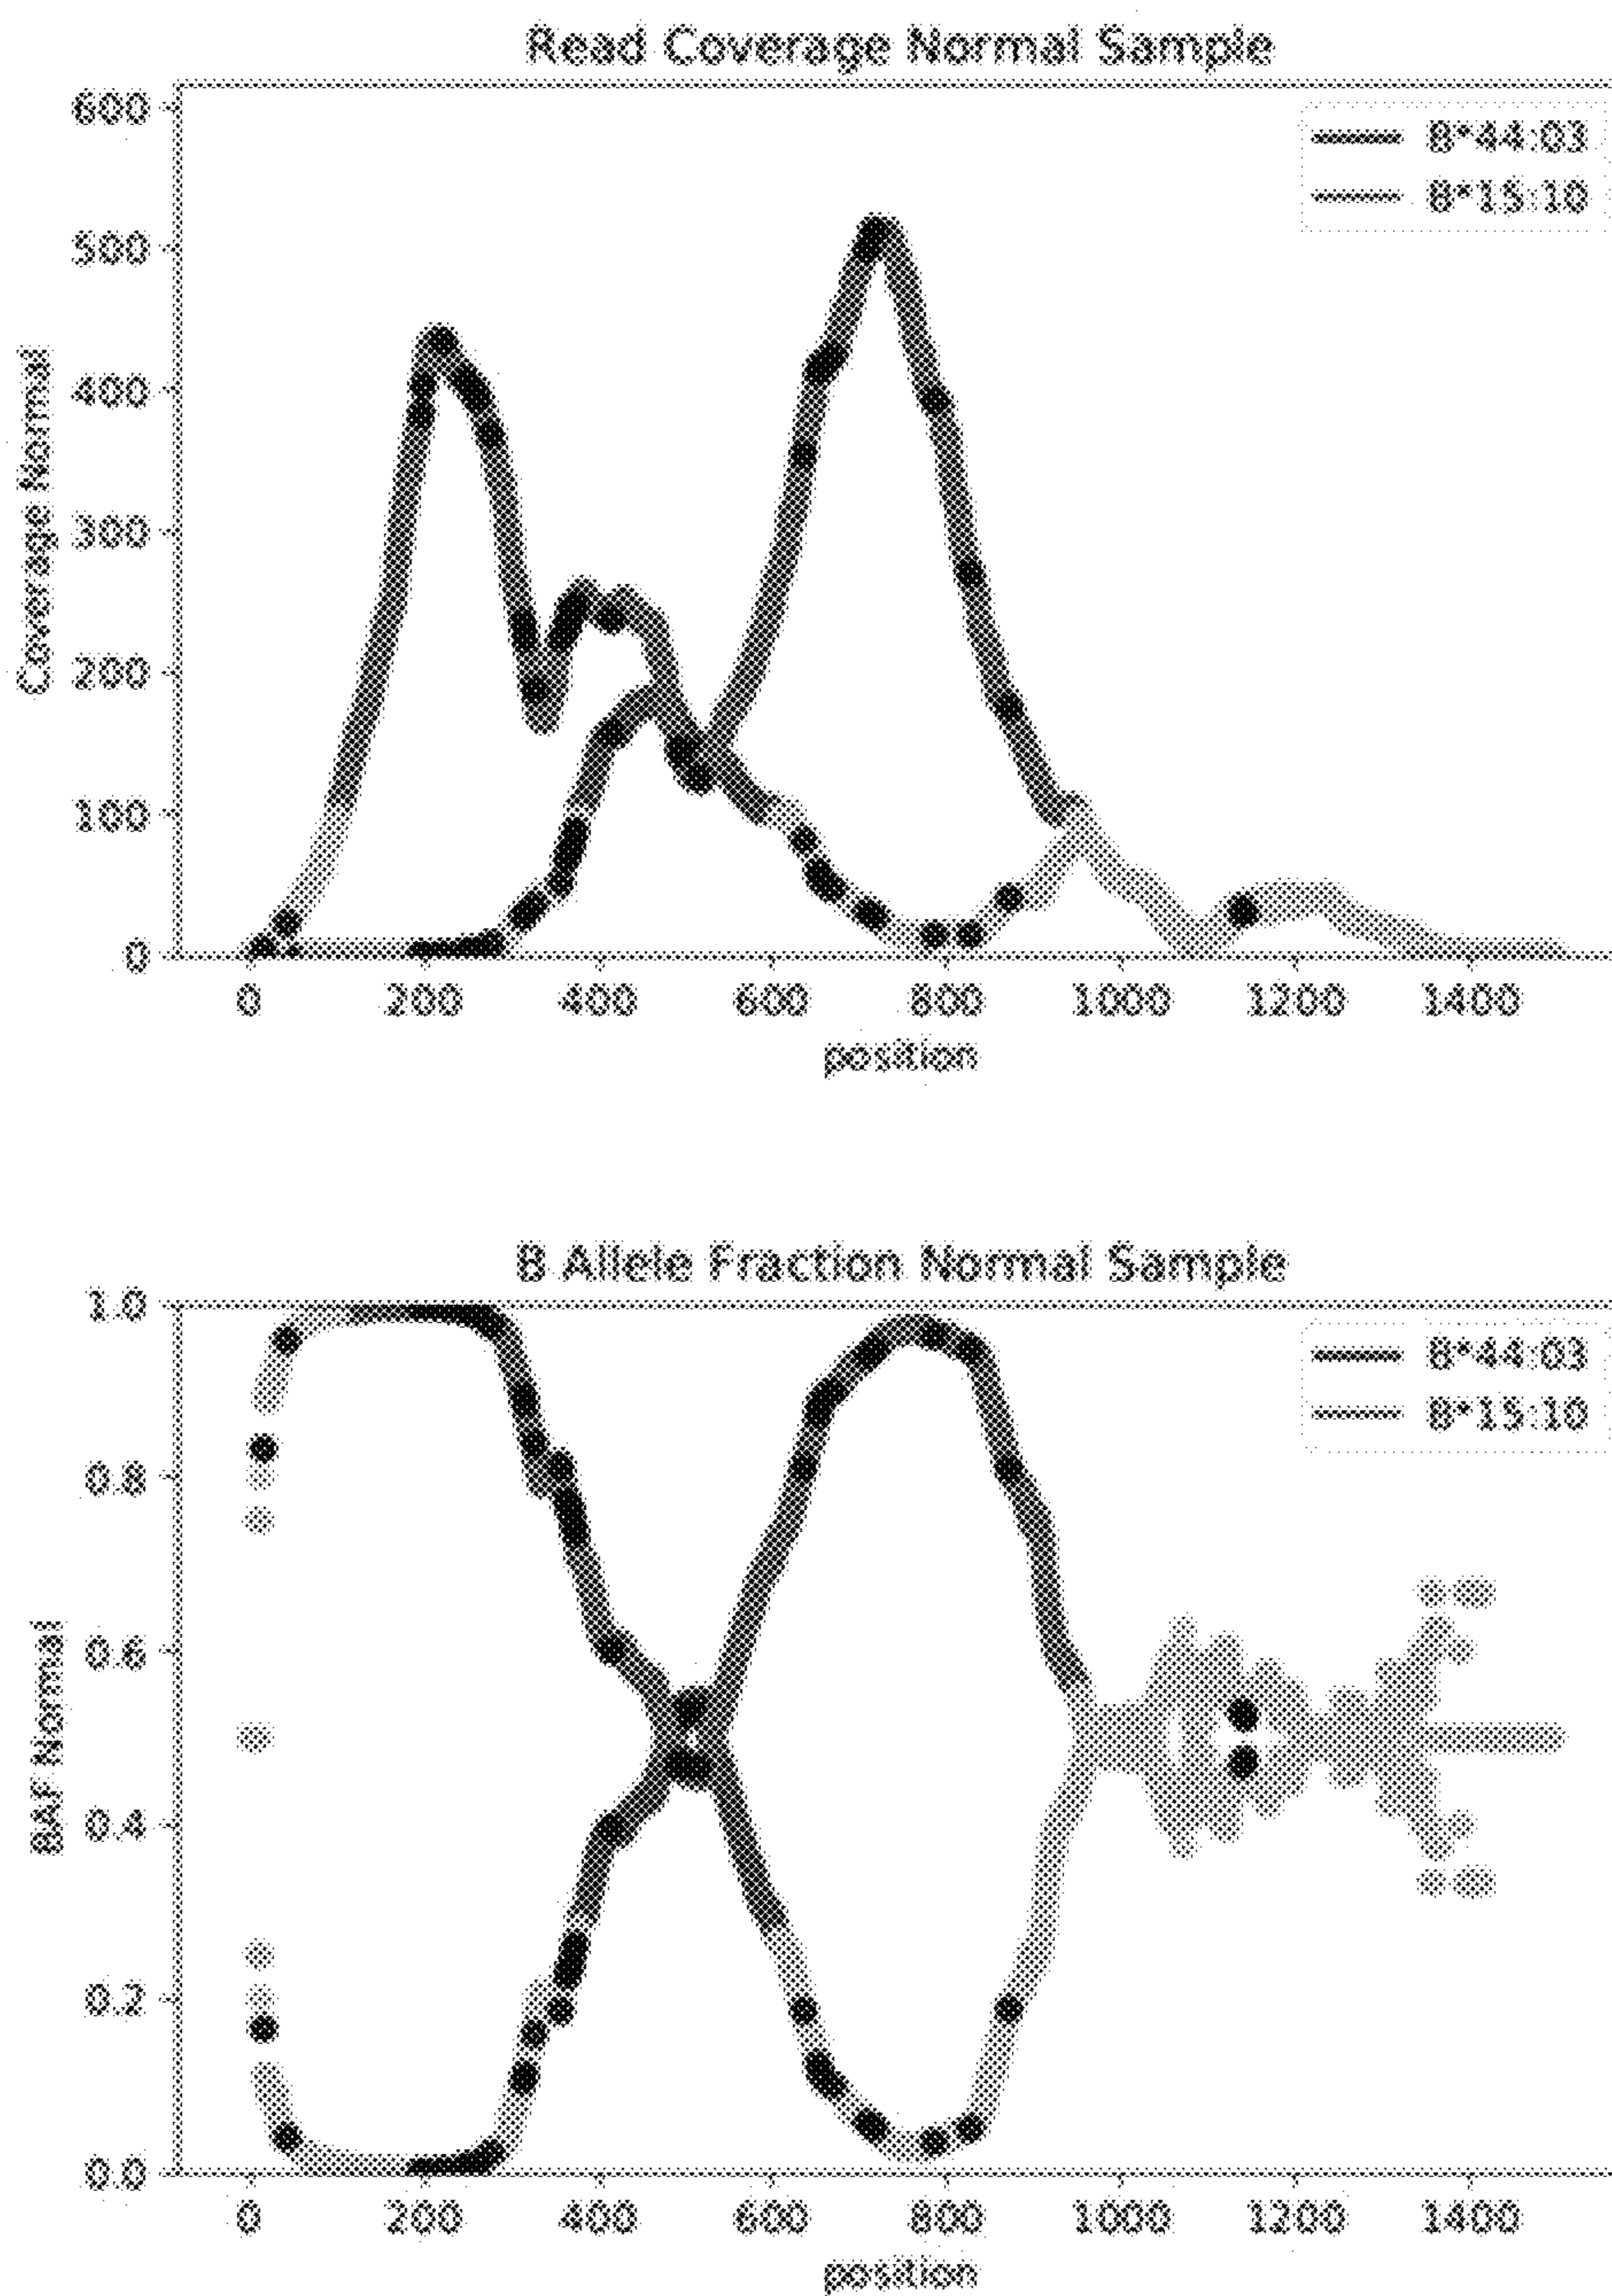 Read Coverage Normal Sample
600
500
400
300
200
100
0
Coverage Normal
B*44:03
B*15:10
0 200 400 600 800 1000 1200 1400
position
B Allele Fraction Normal Sample
1.0
0.8
0.6
0.4
0.2
0.0
BAF Normal
B*44:03
B*15:10
0 200 400 600 800 1000 1200 1400
position